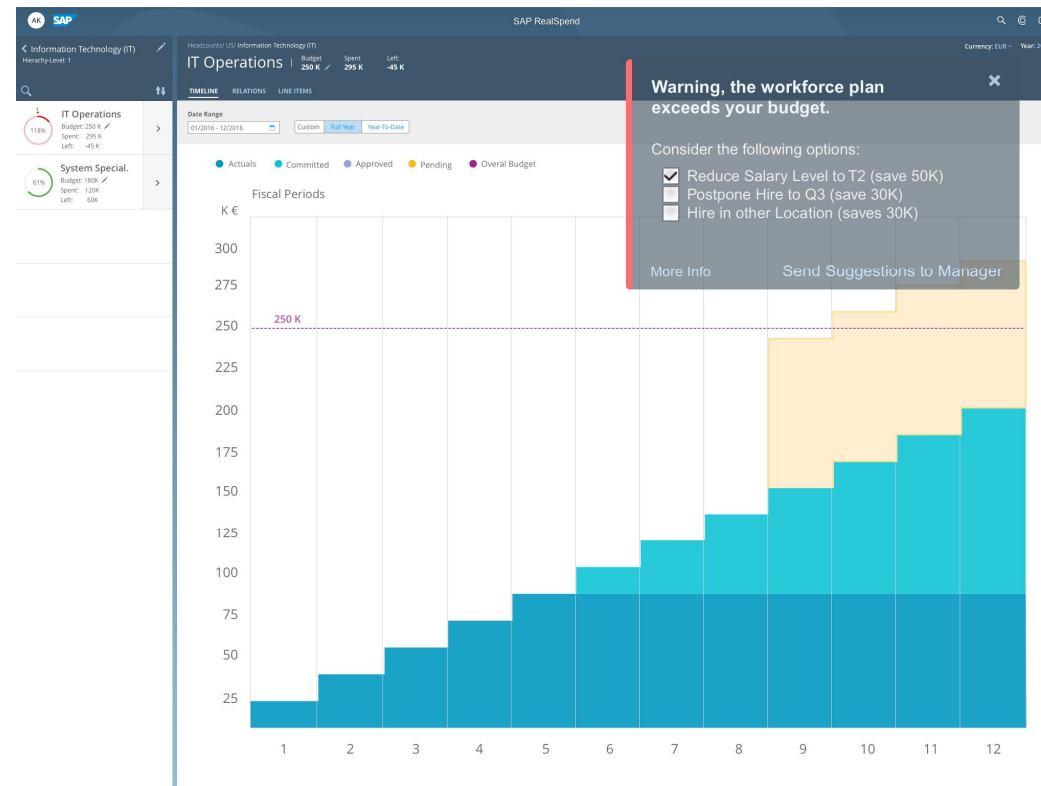 AK SAP
SAP RealSpend
Information Technology (IT)
Hierachy-Level: 1
118%
IT Operations
Budget: 250 K
Spent: 295 K
Left: -45 K
61%
System Special.
Budget: 180K
Spent: 120K
Left: 60K
Headcounts/ US/ Information Technology (IT)
IT Operations
Budget Spent Left:
250 K 295 K -45 K
Currency: EUR
TIMELINE RELATIONS LINE ITEMS
Date Range
01/2016 - 12/2016 Custom Full Year Year-To-Date
Actuals Committed Approved Pending Overal Budget
Warning, the workforce plan
exceeds your budget.
Consider the following options:
Reduce Salary Level to T2 (save 50K)
Postpone Hire to Q3 (save 30K)
Hire in other Location (saves 30K)
More Info Send Suggestions to Manager
Fiscal Periods
K €
300
275
250
250 K
225
200
175
150
125
100
75
50
25
1 2 3 4 5 6 7 8 9 10 11 12